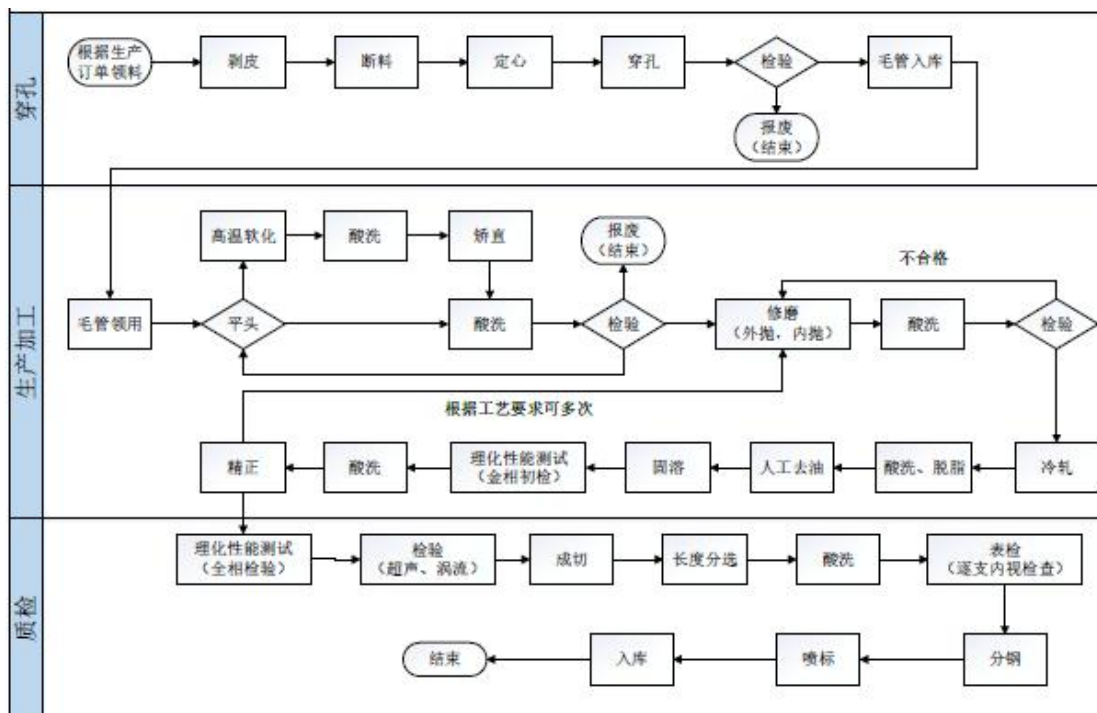 穿孔
根据生产
订单领料
剥皮
断料
定心
穿孔
检验
毛管入库
报废
(结束)
生产加工
高温软化
酸洗
矫直
报废
(结束)
不合格
毛管领用
平头
酸洗
检验
修磨
(外抛,内抛)
酸洗
检验
根据工艺要求可多次
精正
酸洗
理化性能测试
(金相初检)
固溶
人工去油
酸洗、脱脂
冷轧
质检
理化性能测试
(全相检验)
检验
(超声、涡流)
成切
长度分选
酸洗
表检
(逐支内视检查)
结束
入库
喷标
分钢